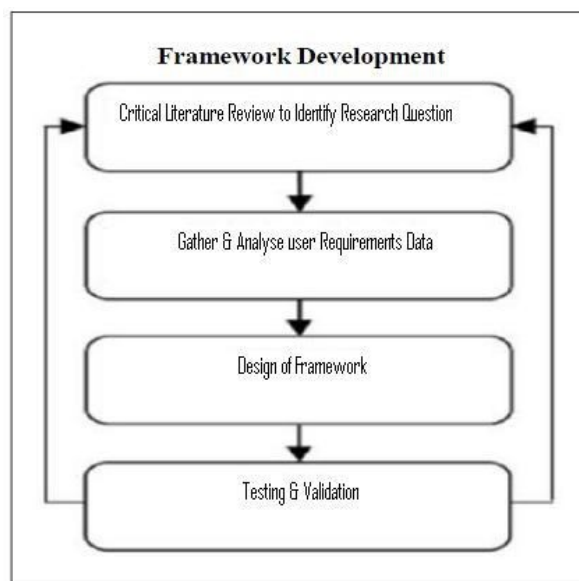 Framework Development
Critical Literature Review to Identify Research Question
Gather & Analyse user Requirements Data
Design of Framework
Testing & Validation